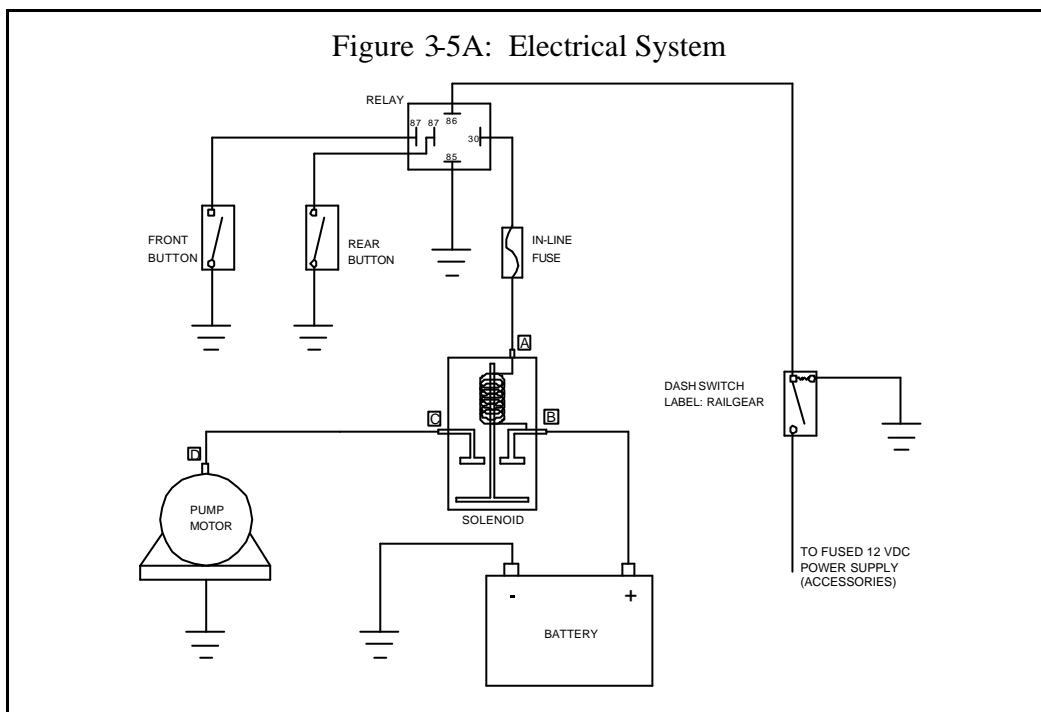 Figure 3-5A: Electrical System
RELAY
87 87 86
30
85
FRONT
BUTTON
REAR
BUTTON
IN-LINE
FUSE
A
DASH SWITCH
LABEL: RAILGEAR
C
B
D
PUMP
MOTOR
SOLENOID
TO FUSED 12 VDC
POWER SUPPLY
(ACCESSORIES)
- +
BATTERY